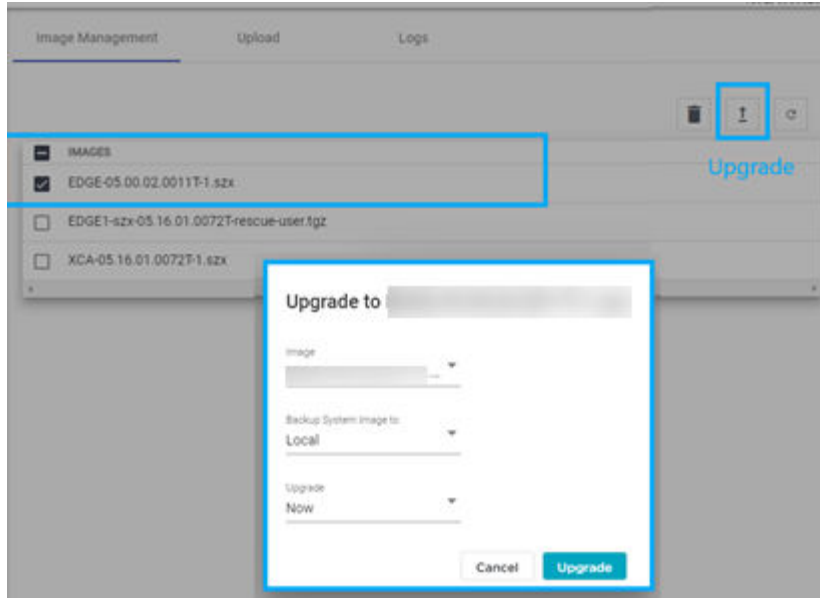 Image Management Upload Logs
Upgrade
IMAGES
EDGE-05.00.02.0011T-1.szx
EDGE1-szx-05.16.01.0072T-rescue-user.tgz
XCA-05.16.01.0072T-1.szx
Upgrade to
Image
...
Backup System Image to:
Local
Upgrade
Now
Cancel Upgrade